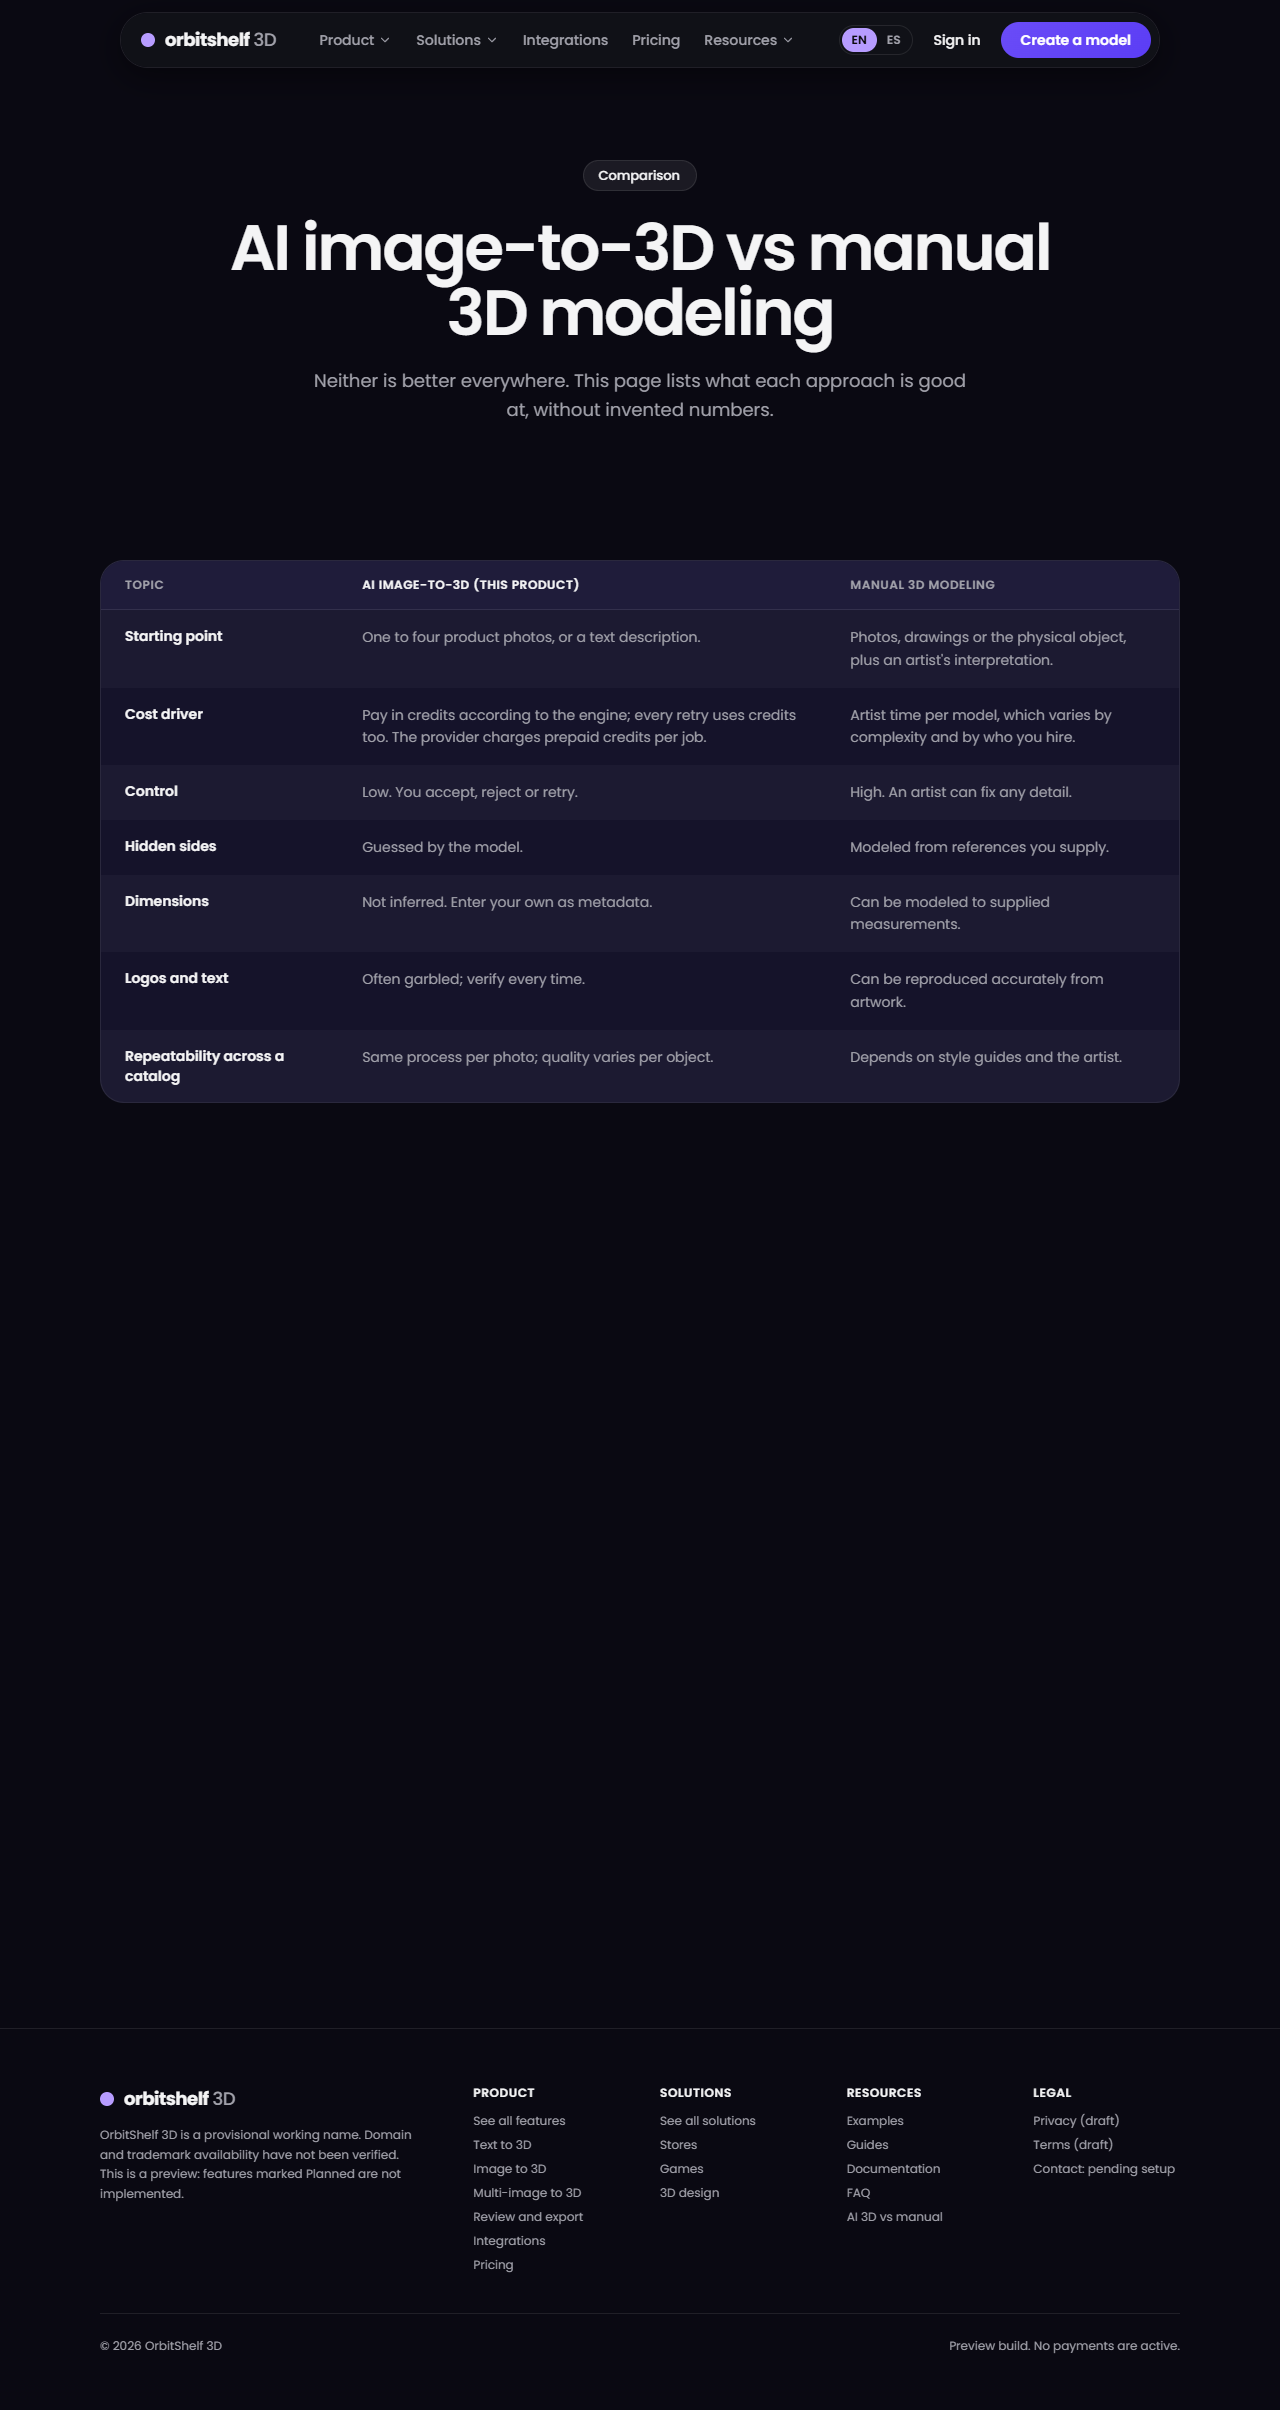 orbitshelf 3D
Product
Solutions
Integrations
Pricing
Resources
EN
ES
Sign in
Create a model
Comparison
AI image-to-3D vs manual
3D modeling
Neither is better everywhere. This page lists what each approach is good
at, without invented numbers.
TOPIC
AI IMAGE-TO-3D (THIS PRODUCT)
MANUAL 3D MODELING
Starting point
One to four product photos, or a text description.
Photos, drawings or the physical object,
plus an artist's interpretation.
Cost driver
Pay in credits according to the engine; every retry uses credits
too. The provider charges prepaid credits per job.
Artist time per model, which varies by
complexity and by who you hire.
Control
Low. You accept, reject or retry.
High. An artist can fix any detail.
Hidden sides
Guessed by the model.
Modeled from references you supply.
Dimensions
Not inferred. Enter your own as metadata.
Can be modeled to supplied
measurements.
Logos and text
Often garbled; verify every time.
Can be reproduced accurately from
artwork.
Repeatability across a
catalog
Same process per photo; quality varies per object.
Depends on style guides and the artist.
orbitshelf 3D
OrbitShelf 3D is a provisional working name. Domain
and trademark availability have not been verified.
This is a preview: features marked Planned are not
implemented.
PRODUCT
See all features
Text to 3D
Image to 3D
Multi-image to 3D
Review and export
Integrations
Pricing
SOLUTIONS
See all solutions
Stores
Games
3D design
RESOURCES
Examples
Guides
Documentation
FAQ
AI 3D vs manual
LEGAL
Privacy (draft)
Terms (draft)
Contact: pending setup
© 2026 OrbitShelf 3D
Preview build. No payments are active.